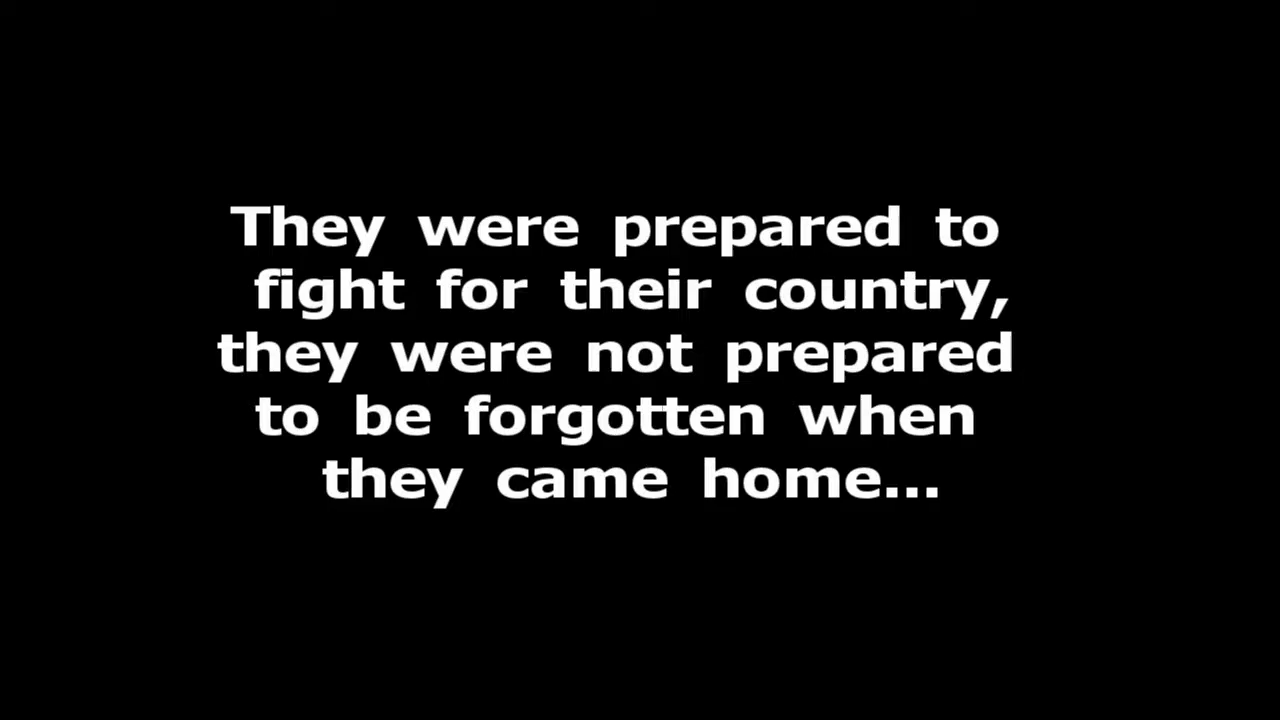 They were prepared to
fight for their country,
they were not prepared
to be forgotten when
they came home...